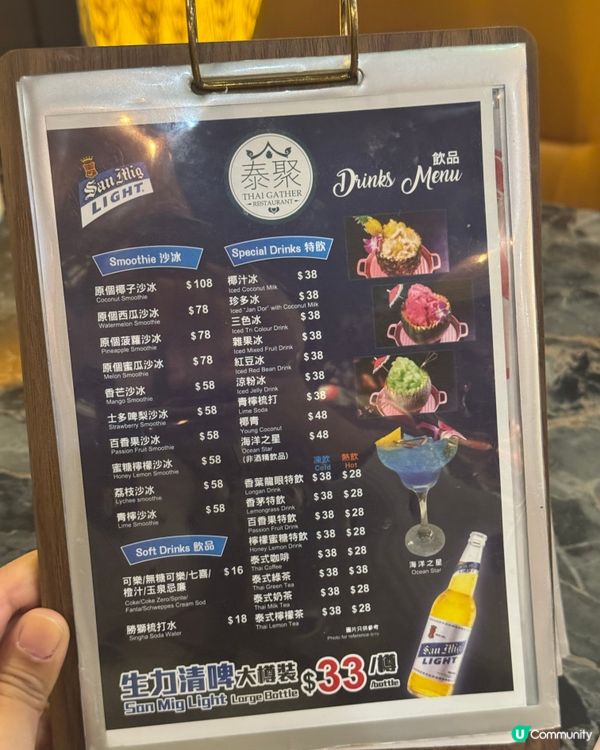 San Mig
LIGHT.
泰聚
THAI GATHER
RESTAURANT
飲品
Drinks Menu
Smoothie 沙冰
原個椰子沙冰 $108
Coconut Smoothie
原個西瓜沙冰 $78
Watermelon Smoothie
原個菠蘿沙冰 $78
Pineapple Smoothie
原個蜜瓜沙冰 $78
Melon Smoothie
香芒沙冰 $58
Mango Smoothie
士多啤梨沙冰 $58
Strawberry Smoothie
百香果沙冰 $58
Passion Fruit Smoothie
蜜糖檸檬沙冰 $58
Honey Lemon Smoothie
荔枝沙冰 $58
Lychee smoothie
青檸沙冰 $58
Lime Smoothie
Soft Drinks 飲品
可樂/無糖可樂/七喜/ $16
橙汁/玉泉忌廉
Coke/Coke Zero/Sprite/
Fanta/Schweppes Cream Sod
勝獅梳打水 $18
Singha Soda Water
Special Drinks 特飲
椰汁冰 $38
Iced Coconut Milk
珍多冰 $38
Iced "Jan Dor" with Coconut Milk
三色冰 $38
Iced Tri Colour Drink
雜果冰 $38
Iced Mixed Fruit Drink
紅豆冰 $38
Iced Red Bean Drink
涼粉冰 $38
Iced Jelly Drink
青檸梳打 $38
Lime Soda
椰青 $48
Young Coconut
海洋之星 $48
Ocean Star
(非酒精飲品)
凍飲 熱飲
Cold Hot
香葉龍眼特飲 $38 $28
Longan Drink
香茅特飲 $38 $28
Lemongrass Drink
百香果特飲 $38 $28
Passion Fruit Drink
檸檬蜜糖特飲 $38 $28
Honey Lemon Drink
泰式咖啡 $38 $28
Thai Coffee
泰式綠茶 $38 $38
Thai Green Tea
泰式奶茶 $38 $28
Thai Milk Tea
泰式檸檬茶 $38 $28
Thai Lemon Tea
海洋之星
Ocean Star
圖片只供參考
Photo for reference only
San Mig
LIGHT
生力清啤大樽裝 $33/樽
San Mig Light Large Bottle /bottle
U Community